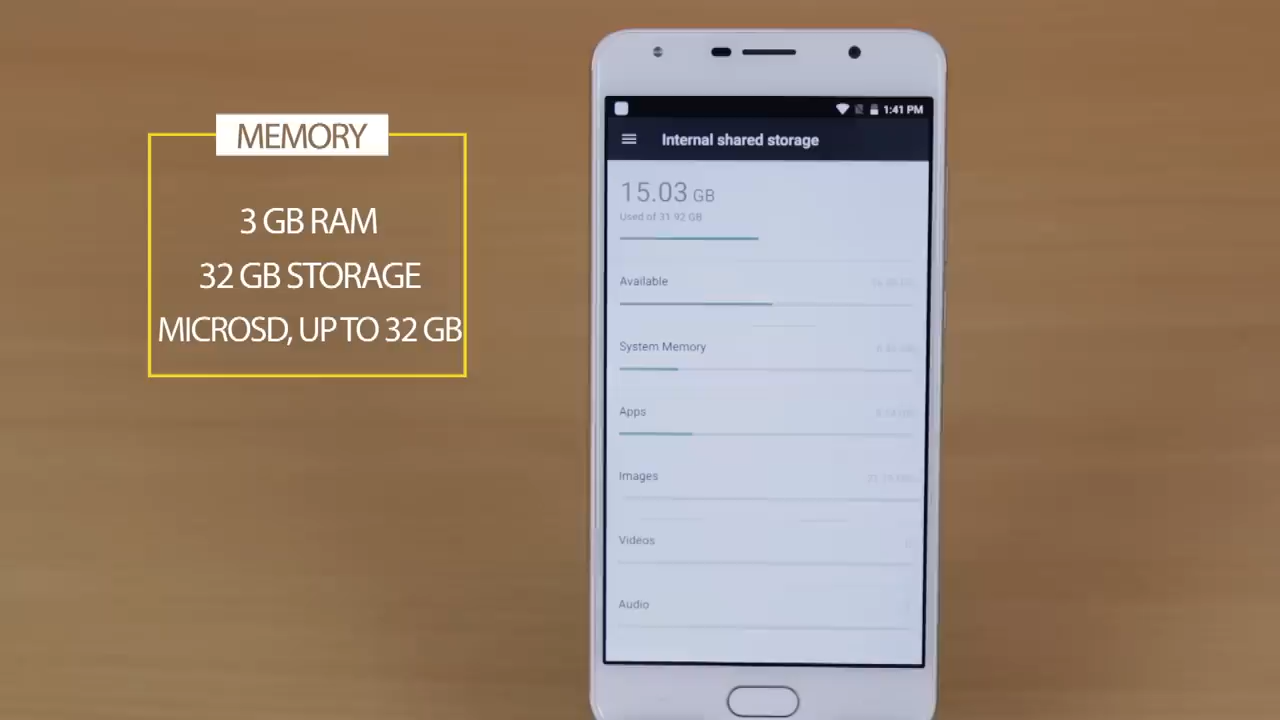 MEMORY
3 GB RAM
32 GB STORAGE
MICROSD, UP TO 32 GB
1:41 PM
Internal shared storage
15.03 GB
Used of 31.92 GB
Available
System Memory
Apps
Images
Videos
Audio